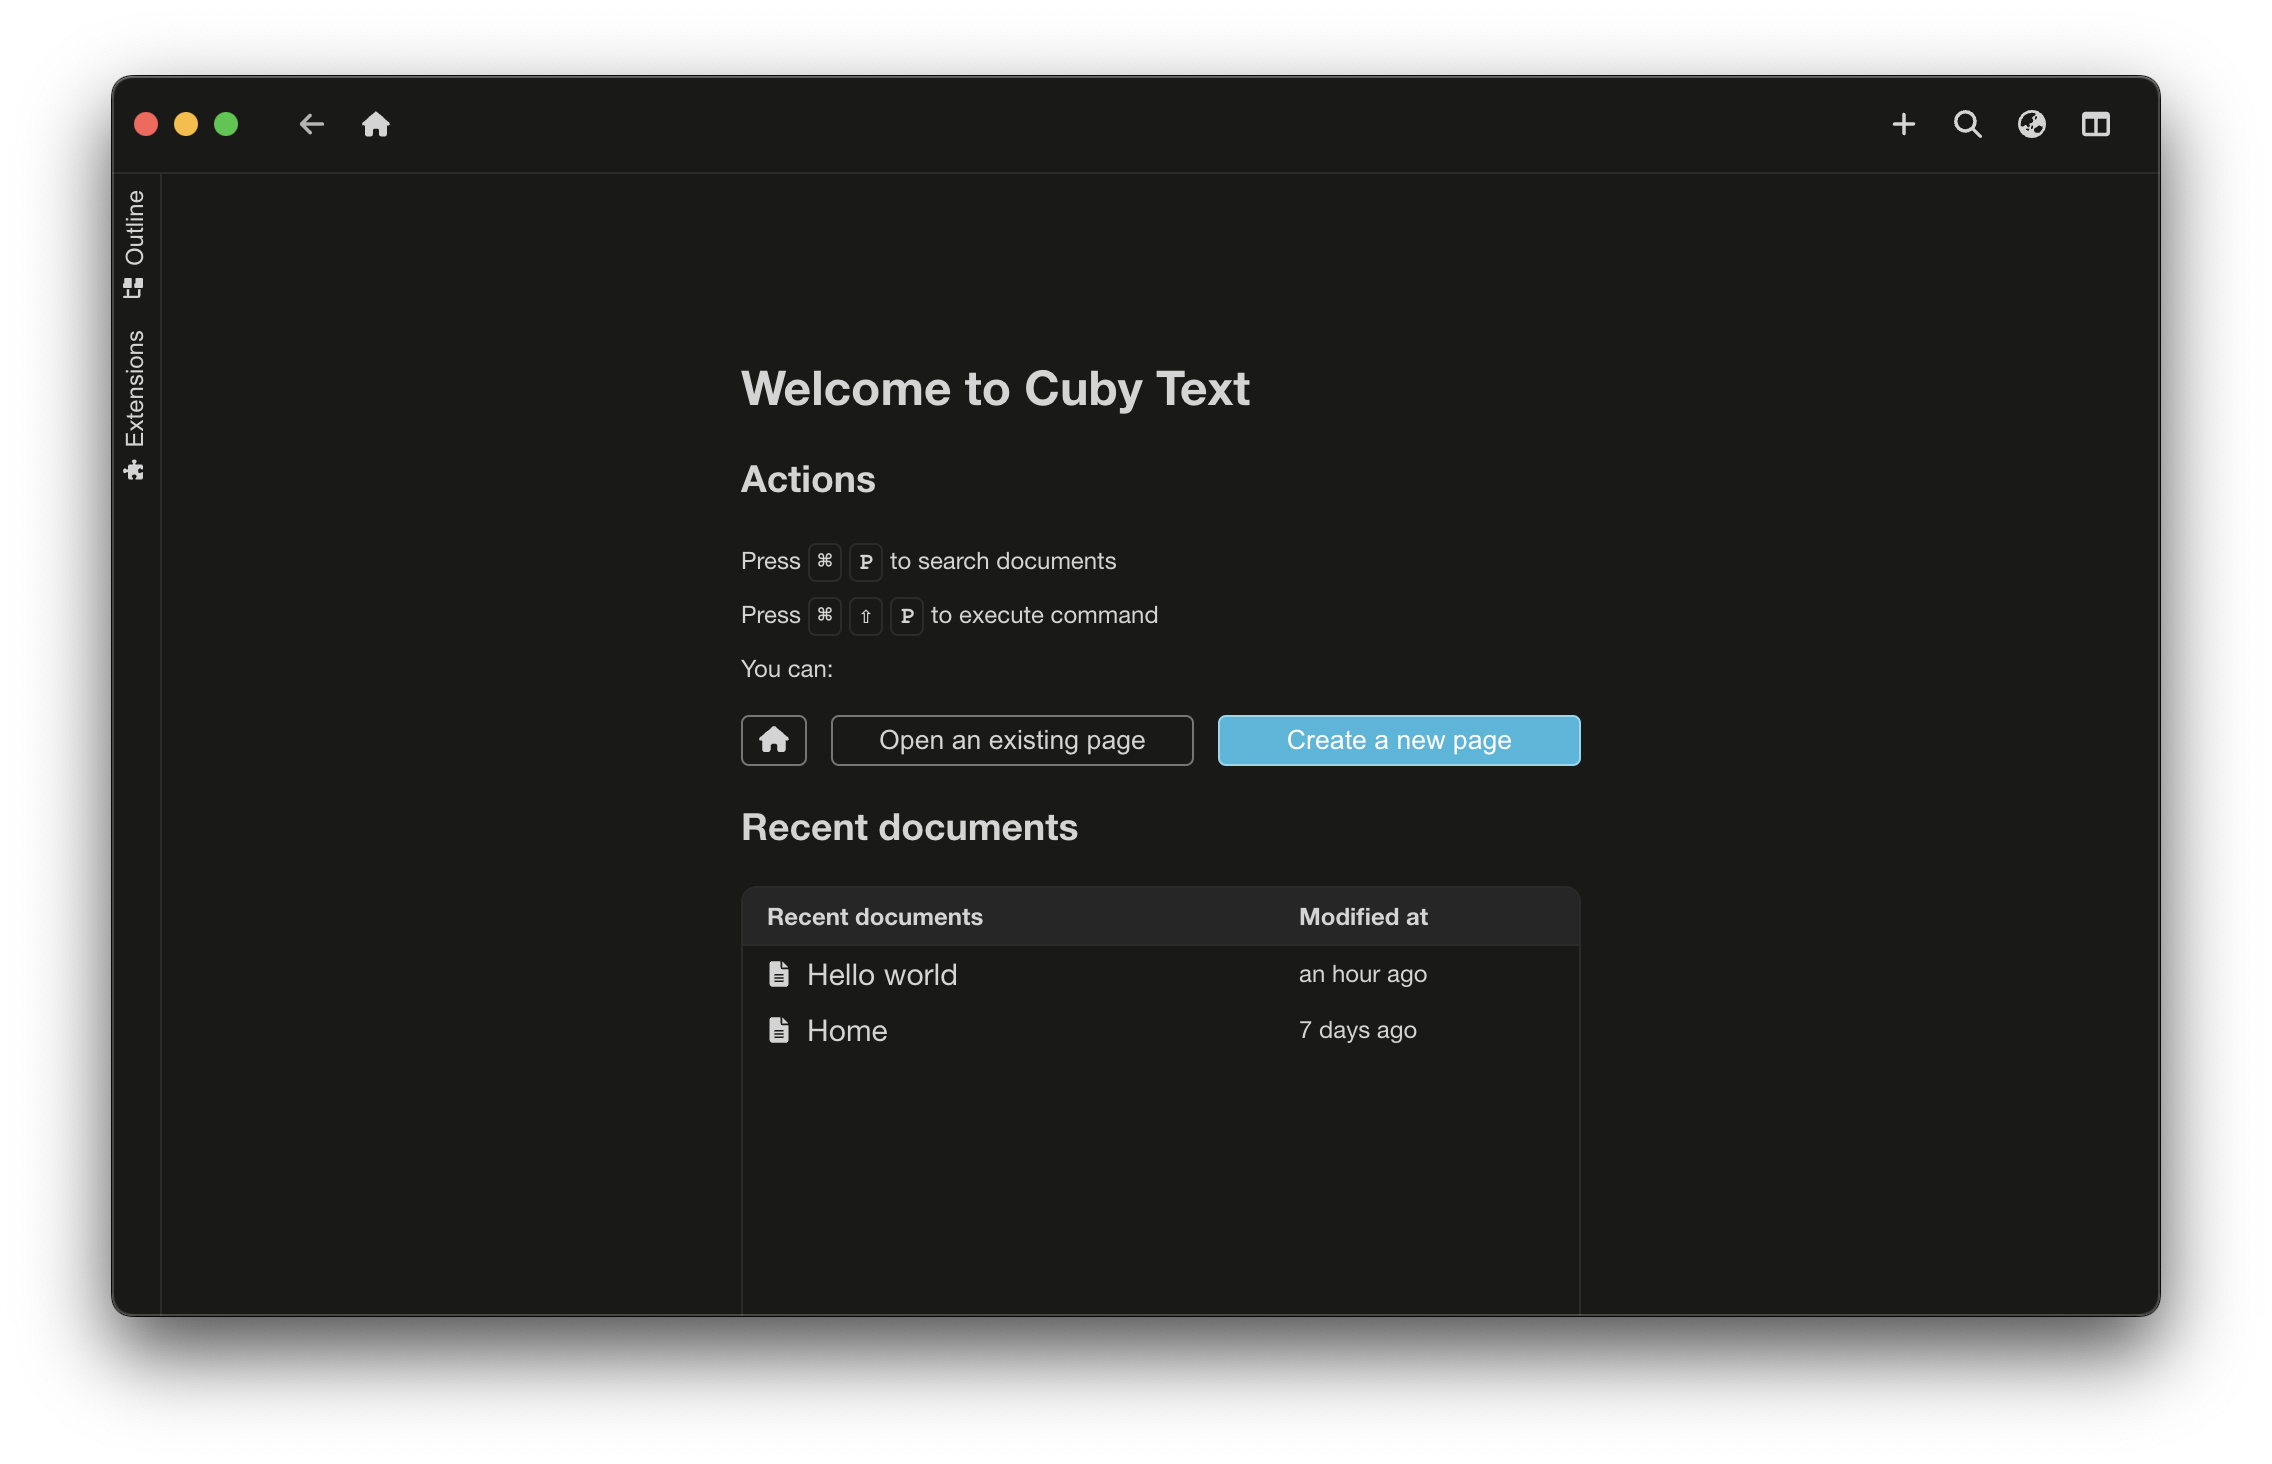 Outline
Extensions
Welcome to Cuby Text
Actions
Press ⌘ P to search documents
Press ⌘ ⇧ P to execute command
You can:
Open an existing page
Create a new page
Recent documents
Recent documents Modified at
Hello world an hour ago
Home 7 days ago